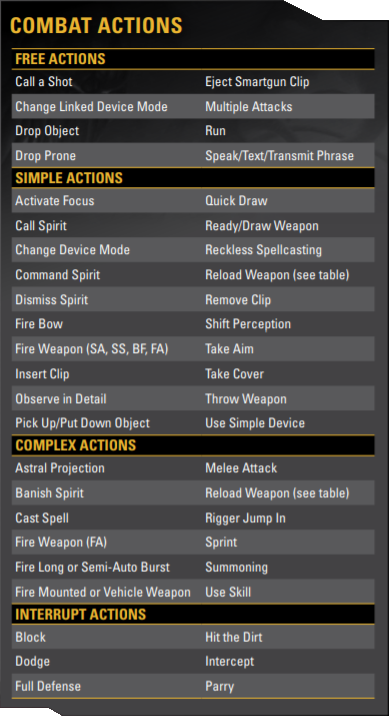 COMBAT ACTIONS
FREE ACTIONS
Call a Shot Eject Smartgun Clip
Change Linked Device Mode Multiple Attacks
Drop Object Run
Drop Prone Speak/Text/Transmit Phrase
SIMPLE ACTIONS
Activate Focus Quick Draw
Call Spirit Ready/Draw Weapon
Change Device Mode Reckless Spellcasting
Command Spirit Reload Weapon (see table)
Dismiss Spirit Remove Clip
Fire Bow Shift Perception
Fire Weapon (SA, SS, BF, FA) Take Aim
Insert Clip Take Cover
Observe in Detail Throw Weapon
Pick Up/Put Down Object Use Simple Device
COMPLEX ACTIONS
Astral Projection Melee Attack
Banish Spirit Reload Weapon (see table)
Cast Spell Rigger Jump In
Fire Weapon (FA) Sprint
Fire Long or Semi-Auto Burst Summoning
Fire Mounted or Vehicle Weapon Use Skill
INTERRUPT ACTIONS
Block Hit the Dirt
Dodge Intercept
Full Defense Parry